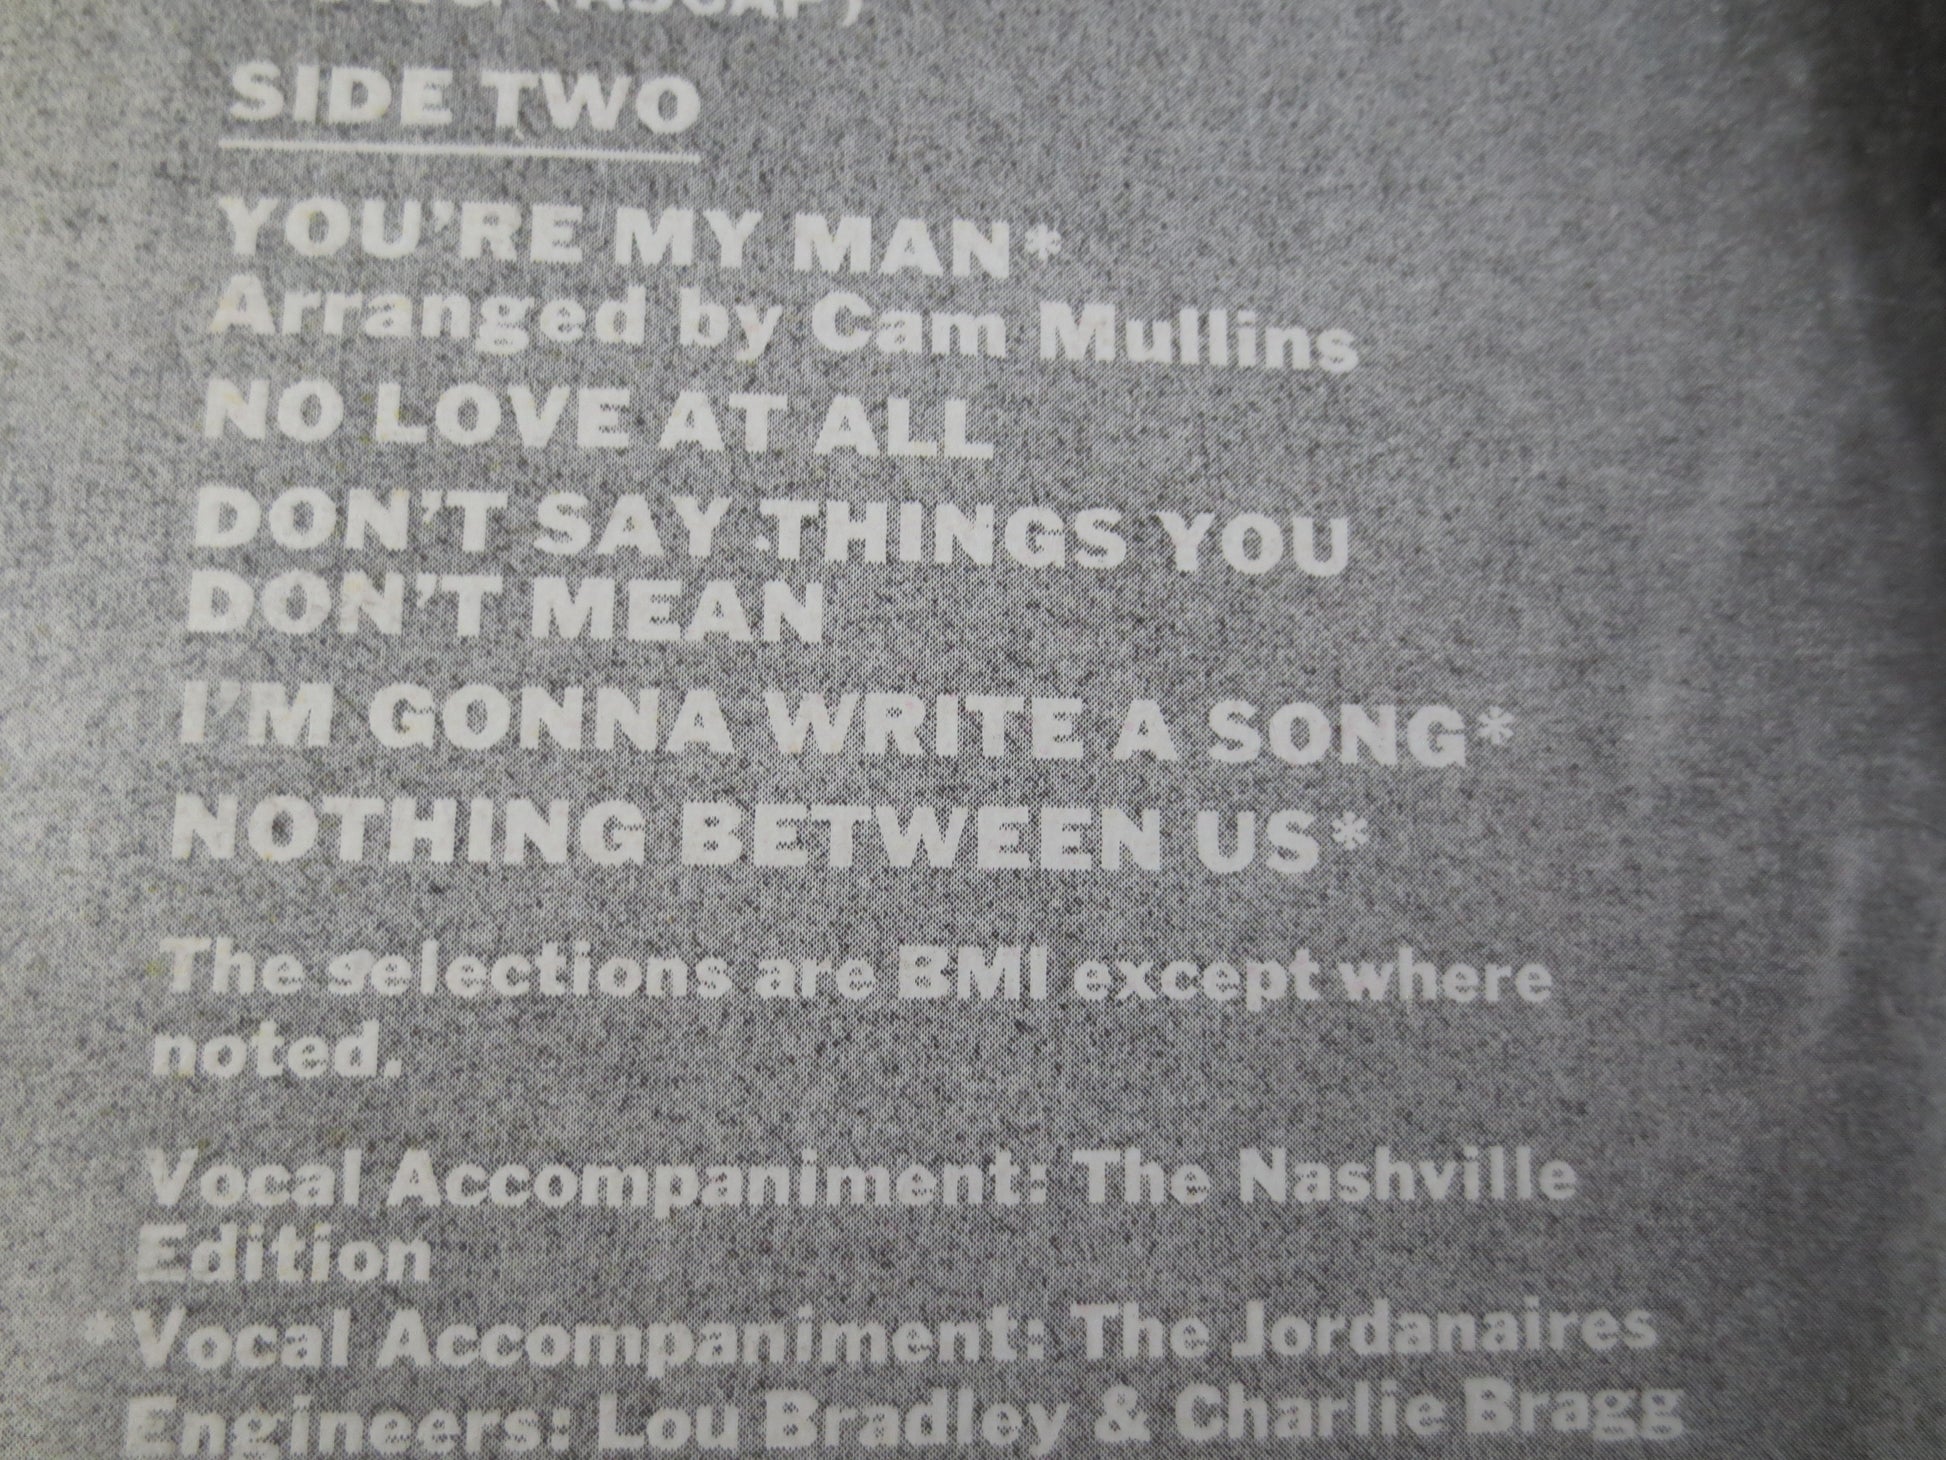 (ASCAP)
SIDE TWO
YOU'RE MY MAN*
Arranged by Cam Mullins
NO LOVE AT ALL
DON'T SAY THINGS YOU
DON'T MEAN
I'M GONNA WRITE A SONG*
NOTHING BETWEEN US*
The selections are BMI except where
noted.
Vocal Accompaniment: The Nashville
Edition
*Vocal Accompaniment: The Jordanaires
Engineers: Lou Bradley & Charlie Bragg